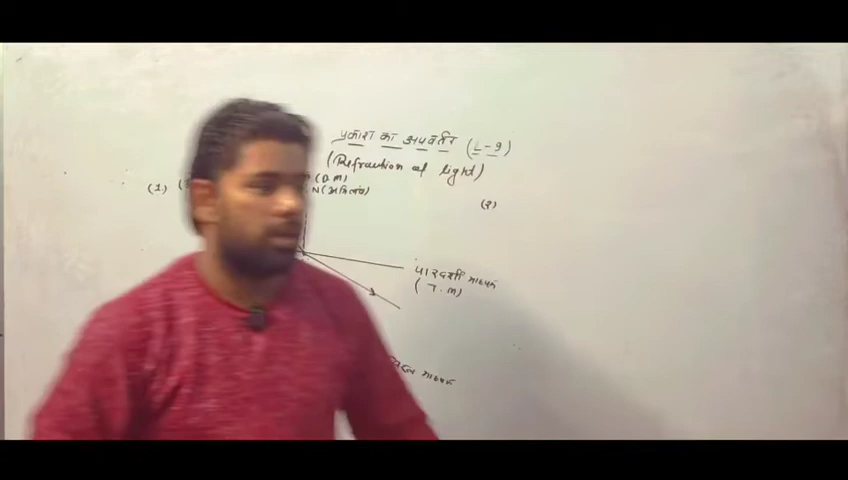 प्रकाश का अपवर्तन (L-9)
(Refraction of light)
(1)
(D.M)
N(अभिलंब)
(२)
पारदर्शी माध्यम
(T.M)
माध्यम